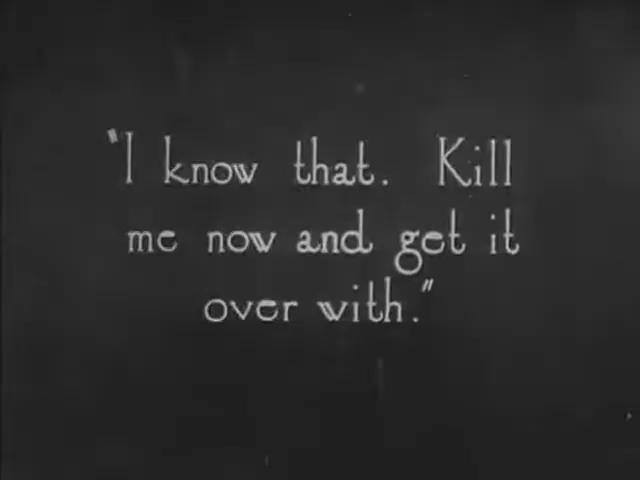 "I know that. Kill
me now and get it
over with."